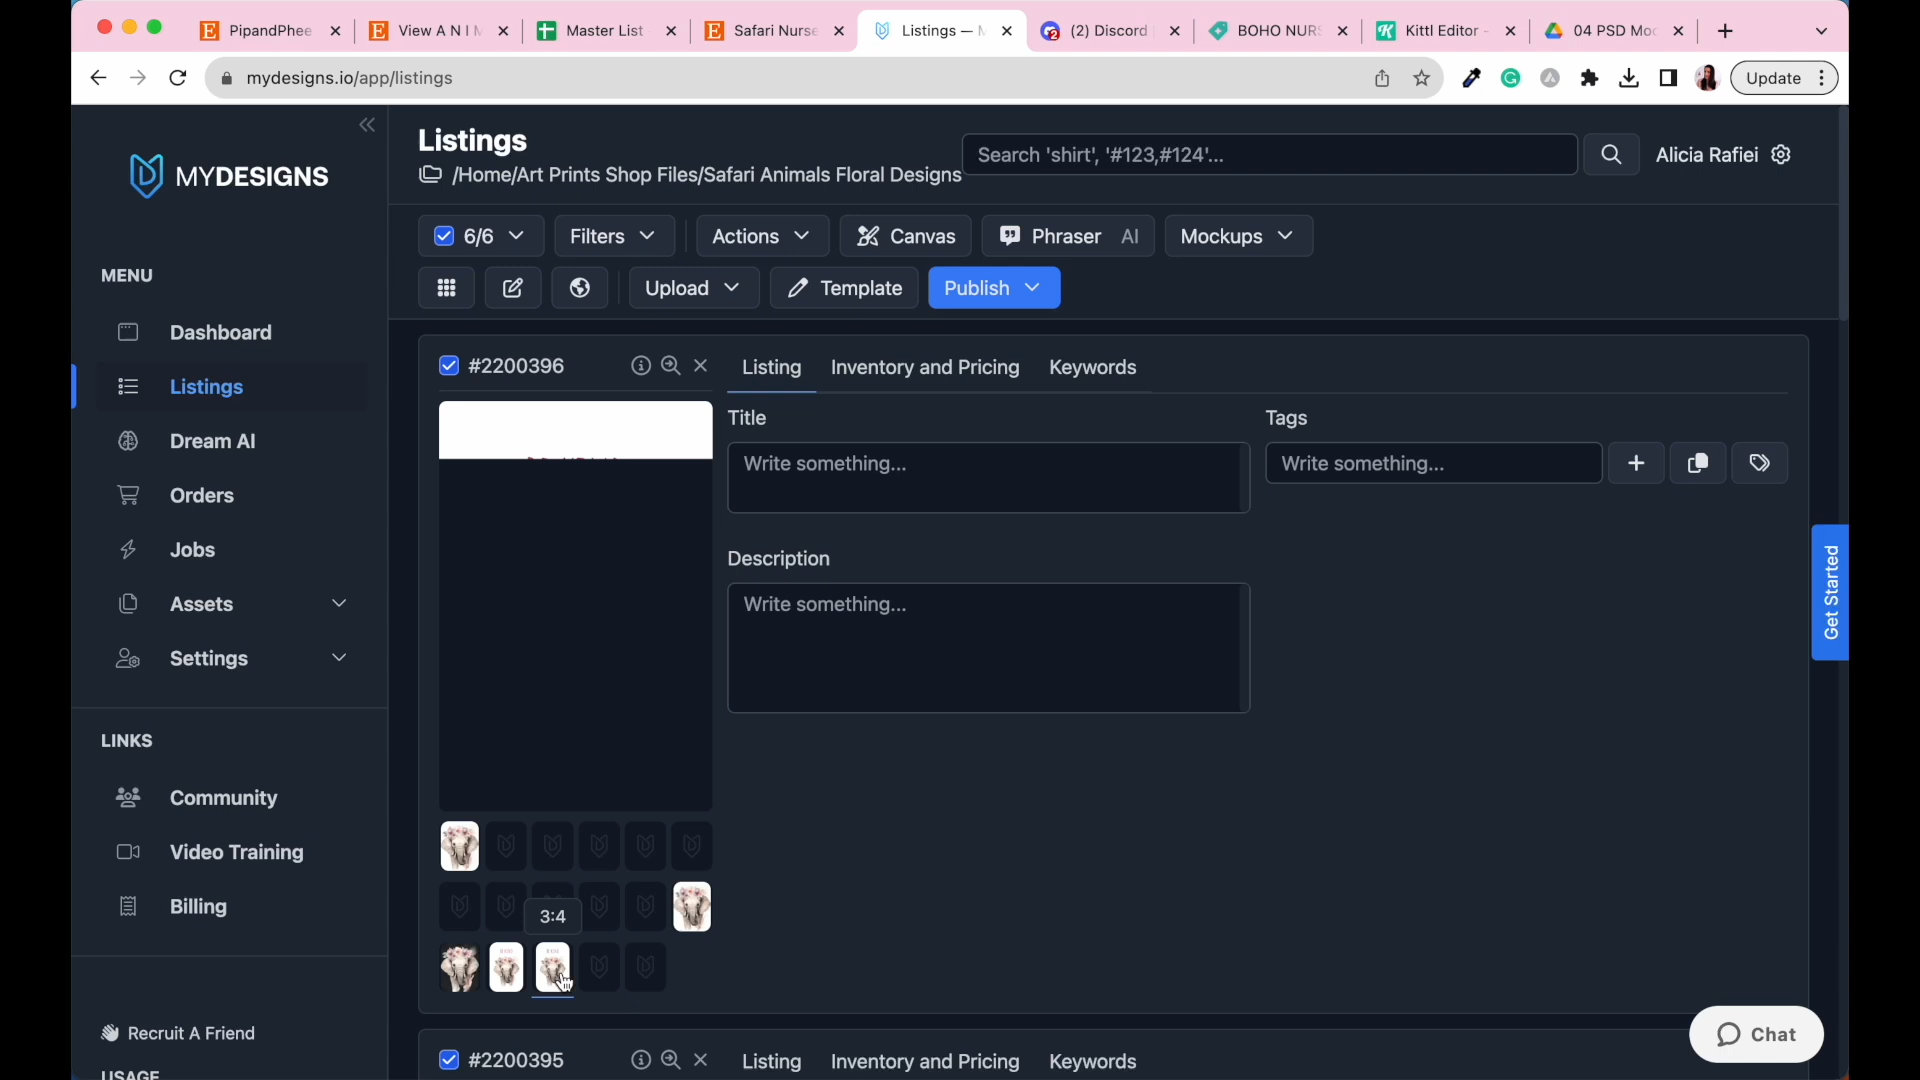 PipandPhee
View A N I M
Master List
Safari Nurse
Listings — M
(2) Discord
BOHO NURS
Kittl Editor -
04 PSD Moc
mydesigns.io/app/listings
Update
MYDESIGNS
MENU
Dashboard
Listings
Dream AI
Orders
Jobs
Assets
Settings
LINKS
Community
Video Training
Billing
Recruit A Friend
USAGE
Listings
/Home/Art Prints Shop Files/Safari Animals Floral Designs
Search 'shirt', '#123,#124'...
Alicia Rafiei
6/6
Filters
Actions
Canvas
Phraser AI
Mockups
Upload
Template
Publish
#2200396
Listing
Inventory and Pricing
Keywords
Title
Write something...
Tags
Write something...
Description
Write something...
3:4
#2200395
Listing
Inventory and Pricing
Keywords
Get Started
Chat